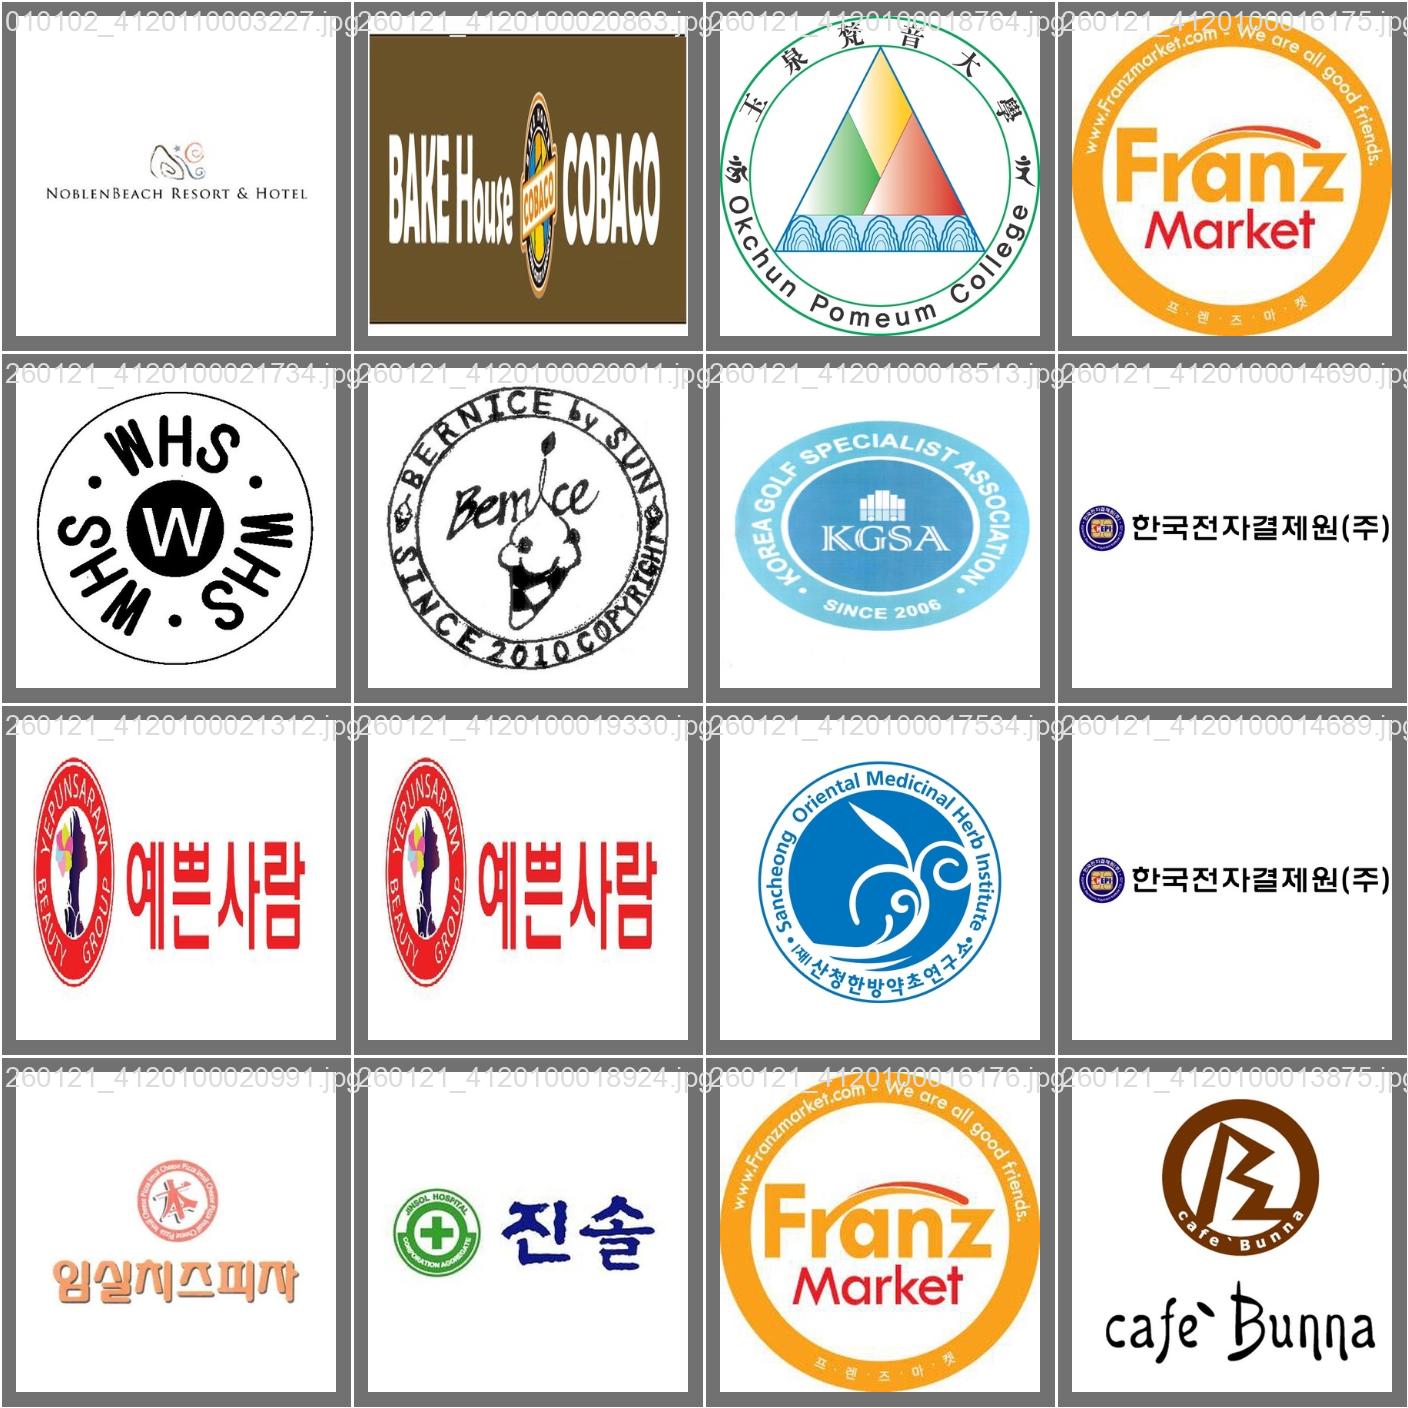 010102_4120100003227.jpg
NOBLENBEACH RESORT & HOTEL
260121_4120100020863.jpg
BAKE House COBACO COBACO
260121_4120100018764.jpg
玉泉梵音大學
Okchun Pomeum College
260121_4120100016175.jpg
www.Franzmarket.com - We are all good friends.
Franz
Market
프·렌·즈·마·켓
260121_4120100021734.jpg
WHS · WHS · WHS ·
W
260121_4120100020011.jpg
BERNICE by SUN
Bernice
SINCE 2010 COPYRIGHT
260121_4120100018513.jpg
KOREA GOLF SPECIALIST ASSOCIATION
KGSA
SINCE 2006
260121_4120100014690.jpg
한국전자결제원(주)
260121_4120100021312.jpg
YEPUNSARAM
BEAUTY GROUP
예쁜사람
260121_4120100019330.jpg
YEPUNSARAM
BEAUTY GROUP
예쁜사람
260121_4120100017534.jpg
Sancheong Oriental Medicinal Herb Institute
(재)산청한방약초연구소
260121_4120100014689.jpg
한국전자결제원(주)
260121_4120100020991.jpg
Imsil Cheese Pizza
임실치즈피자
260121_4120100018924.jpg
JINSOL HOSPITAL
CORPORATION AGGREGATE
진솔
260121_4120100016176.jpg
www.Franzmarket.com - We are all good friends.
Franz
Market
프·렌·즈·마·켓
260121_4120100013875.jpg
cafe` Bunna
cafe` Bunna